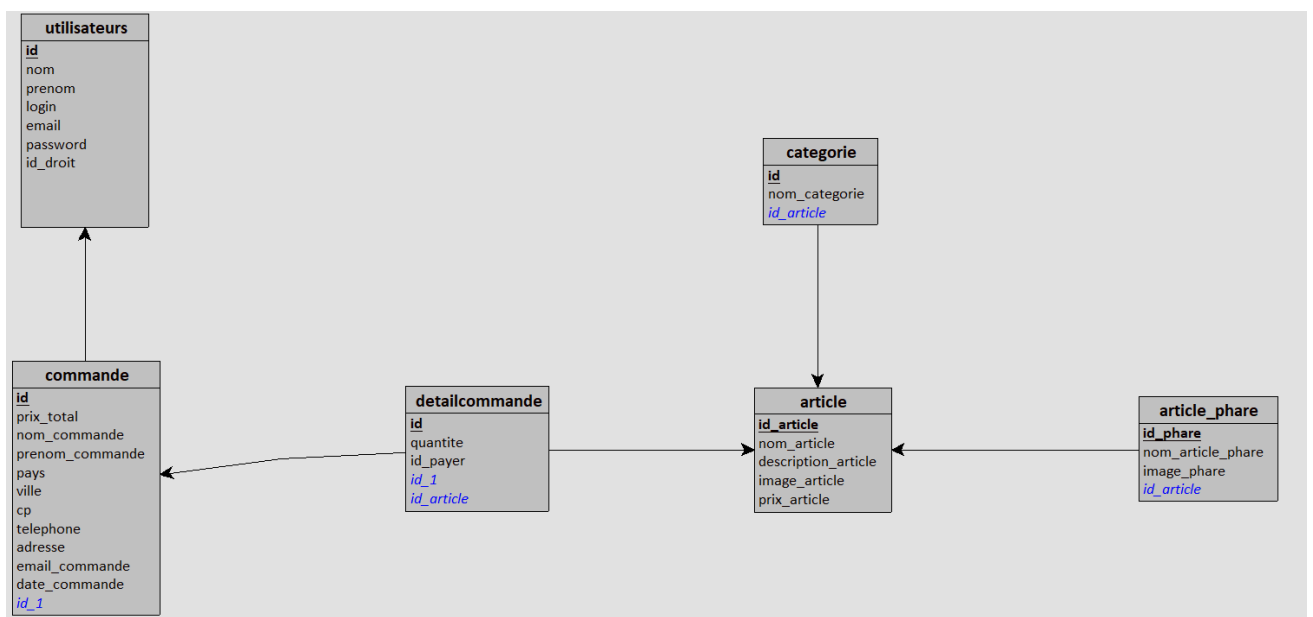 utilisateurs
id
nom
prenom
login
email
password
id_droit
categorie
id
nom_categorie
id_article
commande
id
prix_total
nom_commande
prenom_commande
pays
ville
cp
telephone
adresse
email_commande
date_commande
id_1
detailcommande
id
quantite
id_payer
id_1
id_article
article
id_article
nom_article
description_article
image_article
prix_article
article_phare
id_phare
nom_article_phare
image_phare
id_article